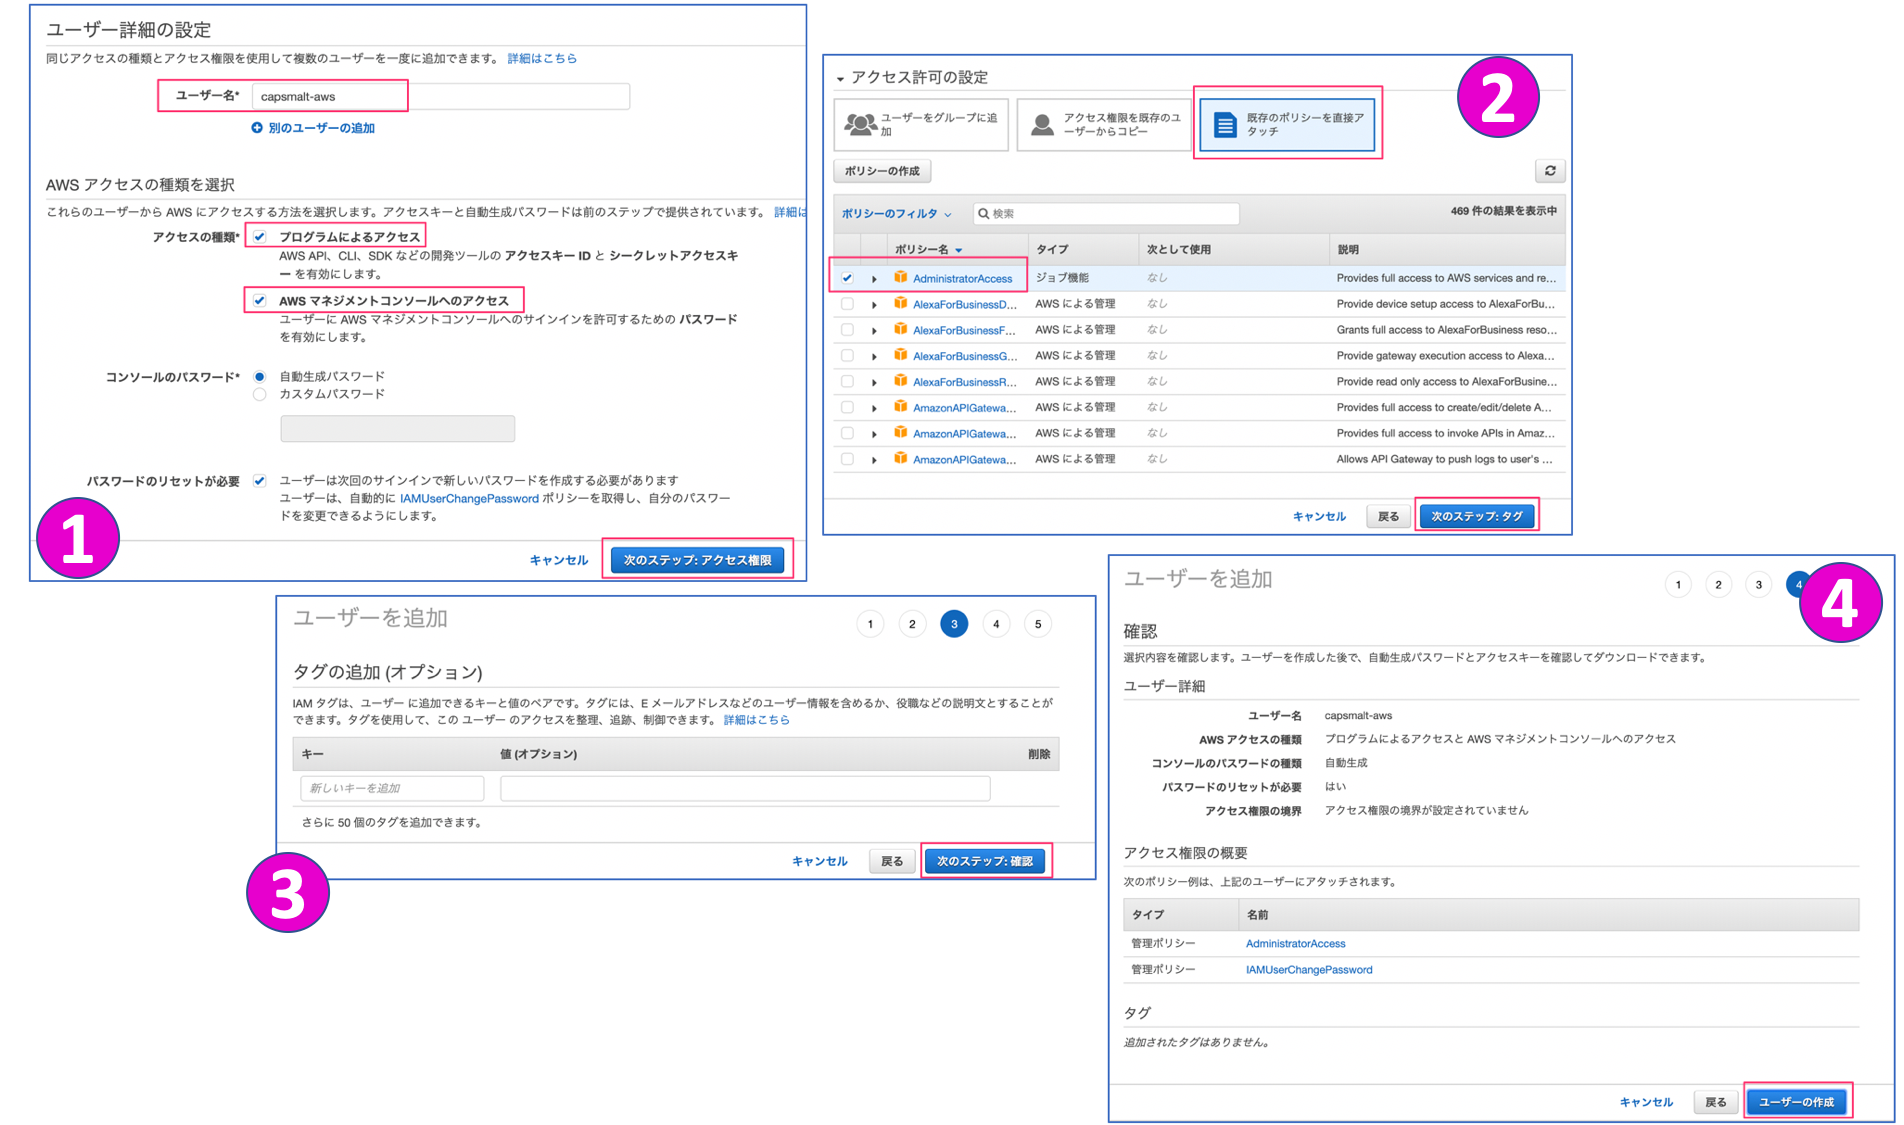 ユーザー詳細の設定
同じアクセスの種類とアクセス権限を使用して複数のユーザーを一度に追加できます。 詳細はこちら
ユーザー名* capsmalt-aws
別のユーザーの追加
AWS アクセスの種類を選択
これらのユーザーから AWS にアクセスする方法を選択します。アクセスキーと自動生成パスワードは前のステップで提供されています。 詳細は
アクセスの種類* プログラムによるアクセス
AWS API、CLI、SDK などの開発ツールの アクセスキー ID と シークレットアクセスキ
ー を有効にします。
AWS マネジメントコンソールへのアクセス
ユーザーに AWS マネジメントコンソールへのサインインを許可するための パスワード
を有効にします。
コンソールのパスワード* 自動生成パスワード
カスタムパスワード
パスワードのリセットが必要 ユーザーは次回のサインインで新しいパスワードを作成する必要があります
ユーザーは、自動的に IAMUserChangePassword ポリシーを取得し、自分のパスワー
ドを変更できるようにします。
1
キャンセル 次のステップ: アクセス権限
アクセス許可の設定
2
ユーザーをグループに追
加
アクセス権限を既存のユ
ーザーからコピー
既存のポリシーを直接ア
タッチ
ポリシーの作成
ポリシーのフィルタ 検索 469 件の結果を表示中
ポリシー名 タイプ 次として使用 説明
AdministratorAccess ジョブ機能 なし Provides full access to AWS services and re...
AlexaForBusinessD... AWS による管理 なし Provide device setup access to AlexaForBu...
AlexaForBusinessF... AWS による管理 なし Grants full access to AlexaForBusiness reso...
AlexaForBusinessG... AWS による管理 なし Provide gateway execution access to Alexa...
AlexaForBusinessR... AWS による管理 なし Provide read only access to AlexaForBusine...
AmazonAPIGatewa... AWS による管理 なし Provides full access to create/edit/delete A...
AmazonAPIGatewa... AWS による管理 なし Provides full access to invoke APIs in Amaz...
AmazonAPIGatewa... AWS による管理 なし Allows API Gateway to push logs to user's ...
キャンセル 戻る 次のステップ: タグ
ユーザーを追加
1 2 3 4 5
タグの追加 (オプション)
IAM タグは、ユーザー に追加できるキーと値のペアです。タグには、E メールアドレスなどのユーザー情報を含めるか、役職などの説明文とすることが
できます。タグを使用して、この ユーザー のアクセスを整理、追跡、制御できます。 詳細はこちら
キー 値 (オプション) 削除
新しいキーを追加
さらに 50 個のタグを追加できます。
キャンセル 戻る 次のステップ: 確認
3
ユーザーを追加
1 2 3 4
4
確認
選択内容を確認します。ユーザーを作成した後で、自動生成パスワードとアクセスキーを確認してダウンロードできます。
ユーザー詳細
ユーザー名 capsmalt-aws
AWS アクセスの種類 プログラムによるアクセスと AWS マネジメントコンソールへのアクセス
コンソールのパスワードの種類 自動生成
パスワードのリセットが必要 はい
アクセス権限の境界 アクセス権限の境界が設定されていません
アクセス権限の概要
次のポリシー例は、上記のユーザーにアタッチされます。
タイプ 名前
管理ポリシー AdministratorAccess
管理ポリシー IAMUserChangePassword
タグ
追加されたタグはありません。
キャンセル 戻る ユーザーの作成